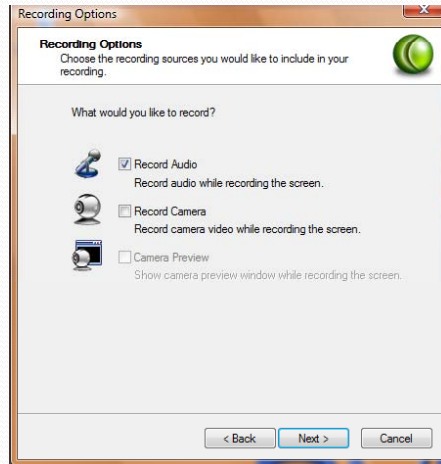 Recording Options
Recording Options
Choose the recording sources you would like to include in your
recording.
What would you like to record?
Record Audio
Record audio while recording the screen.
Record Camera
Record camera video while recording the screen.
Camera Preview
Show camera preview window while recording the screen.
< Back
Next >
Cancel